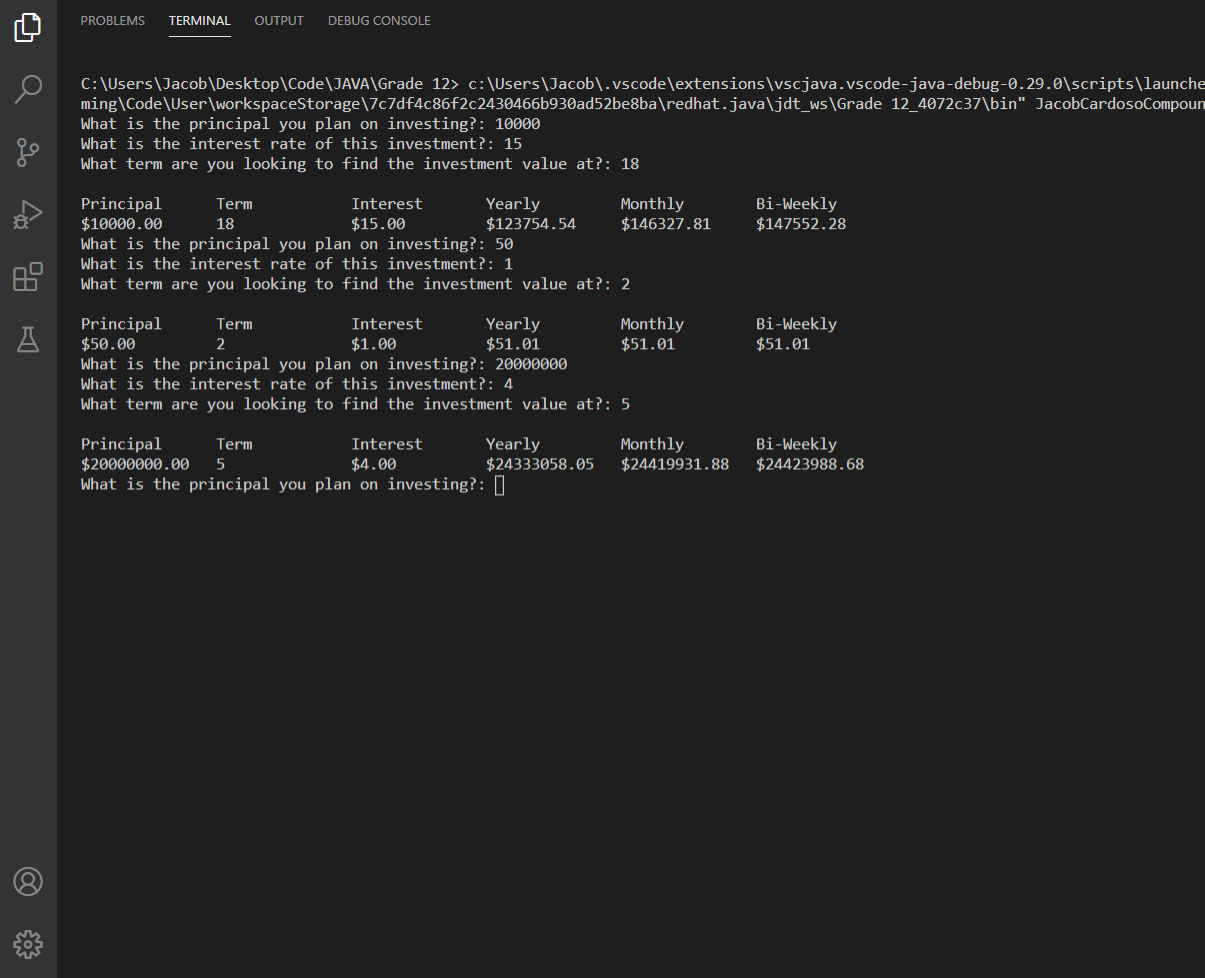 PROBLEMS TERMINAL OUTPUT DEBUG CONSOLE
C:\Users\Jacob\Desktop\Code\JAVA\Grade 12> c:\Users\Jacob\.vscode\extensions\vscjava.vscode-java-debug-0.29.0\scripts\launche
ming\Code\User\workspaceStorage\7c7df4c86f2c2430466b930ad52be8ba\redhat.java\jdt_ws\Grade 12_4072c37\bin" JacobCardosoCompoun
What is the principal you plan on investing?: 10000
What is the interest rate of this investment?: 15
What term are you looking to find the investment value at?: 18
Principal Term Interest Yearly Monthly Bi-Weekly
$10000.00 18 $15.00 $123754.54 $146327.81 $147552.28
What is the principal you plan on investing?: 50
What is the interest rate of this investment?: 1
What term are you looking to find the investment value at?: 2
Principal Term Interest Yearly Monthly Bi-Weekly
$50.00 2 $1.00 $51.01 $51.01 $51.01
What is the principal you plan on investing?: 20000000
What is the interest rate of this investment?: 4
What term are you looking to find the investment value at?: 5
Principal Term Interest Yearly Monthly Bi-Weekly
$20000000.00 5 $4.00 $24333058.05 $24419931.88 $24423988.68
What is the principal you plan on investing?: